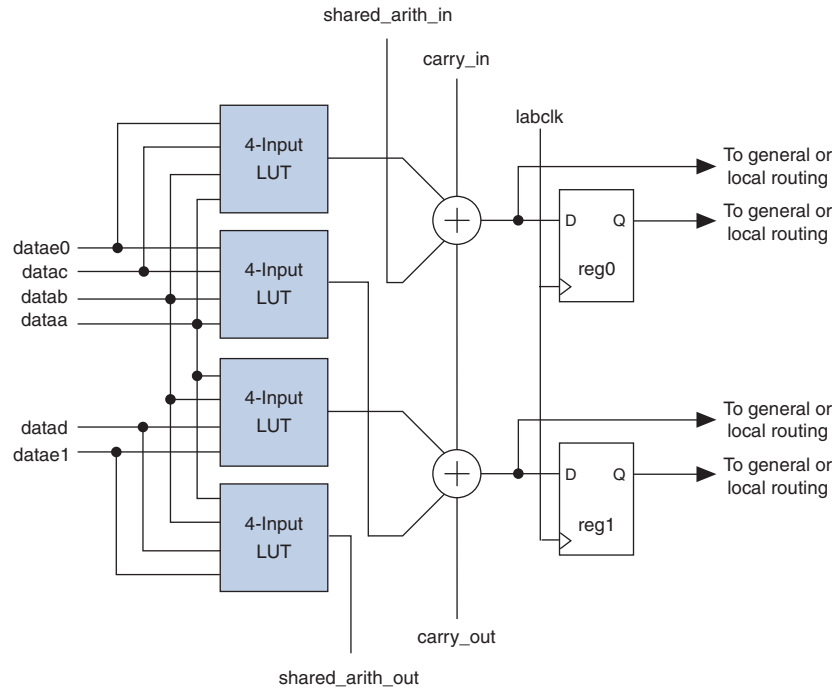 shared_arith_in
carry_in
labclk
4-Input
LUT
To general or
local routing
D Q
reg0
To general or
local routing
datae0
datac
datab
dataa
4-Input
LUT
4-Input
LUT
To general or
local routing
datad
datae1
D Q
reg1
To general or
local routing
4-Input
LUT
carry_out
shared_arith_out